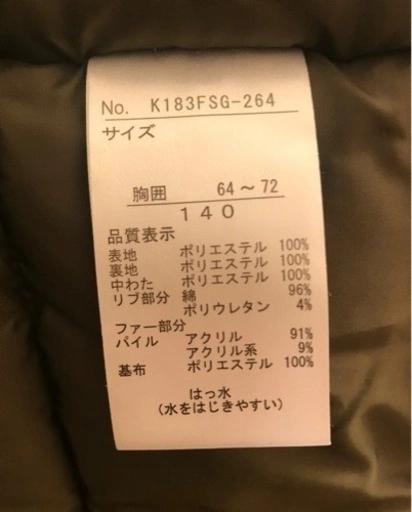 No. K183FSG-264
サイズ
胸囲 64～72
140
品質表示
表地 ポリエステル 100%
裏地 ポリエステル 100%
中わた ポリエステル 100%
リブ部分 綿 96%
ポリウレタン 4%
ファー部分
パイル アクリル 91%
アクリル系 9%
基布 ポリエステル 100%
はっ水
(水をはじきやすい)